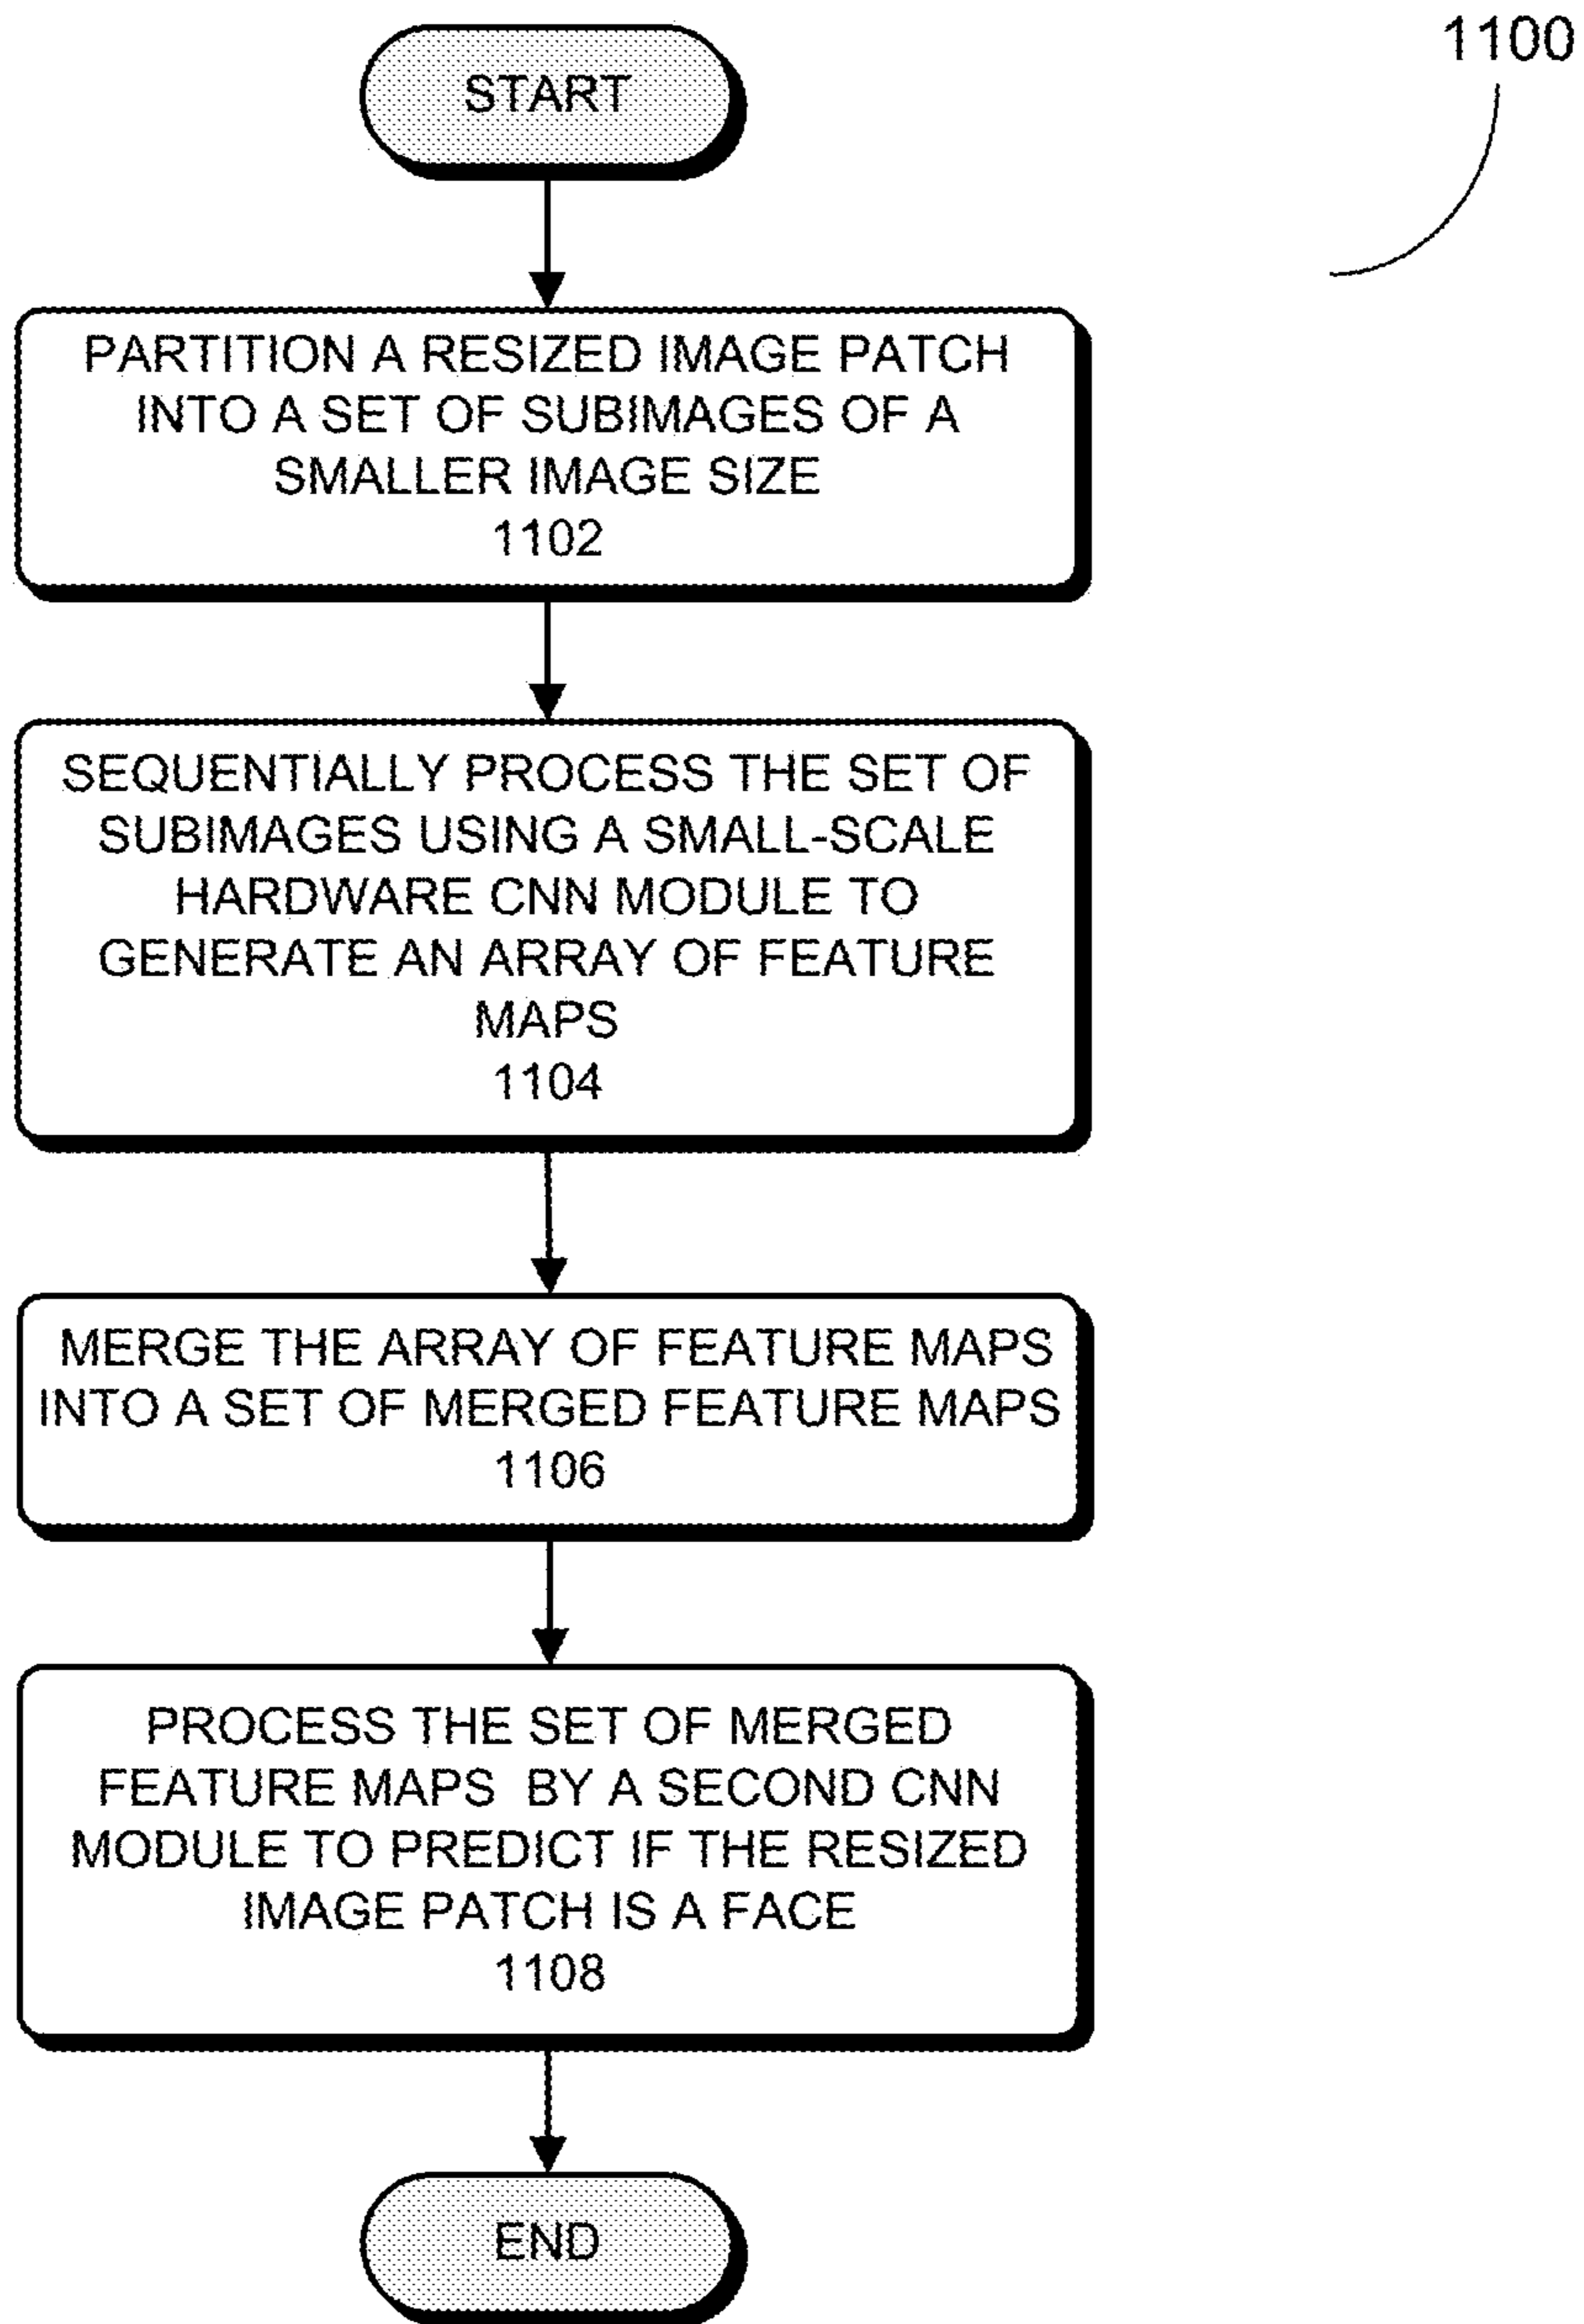 1100
START
PARTITION A RESIZED IMAGE PATCH
INTO A SET OF SUBIMAGES OF A
SMALLER IMAGE SIZE
1102
SEQUENTIALLY PROCESS THE SET OF
SUBIMAGES USING A SMALL-SCALE
HARDWARE CNN MODULE TO
GENERATE AN ARRAY OF FEATURE
MAPS
1104
MERGE THE ARRAY OF FEATURE MAPS
INTO A SET OF MERGED FEATURE MAPS
1106
PROCESS THE SET OF MERGED
FEATURE MAPS BY A SECOND CNN
MODULE TO PREDICT IF THE RESIZED
IMAGE PATCH IS A FACE
1108
END